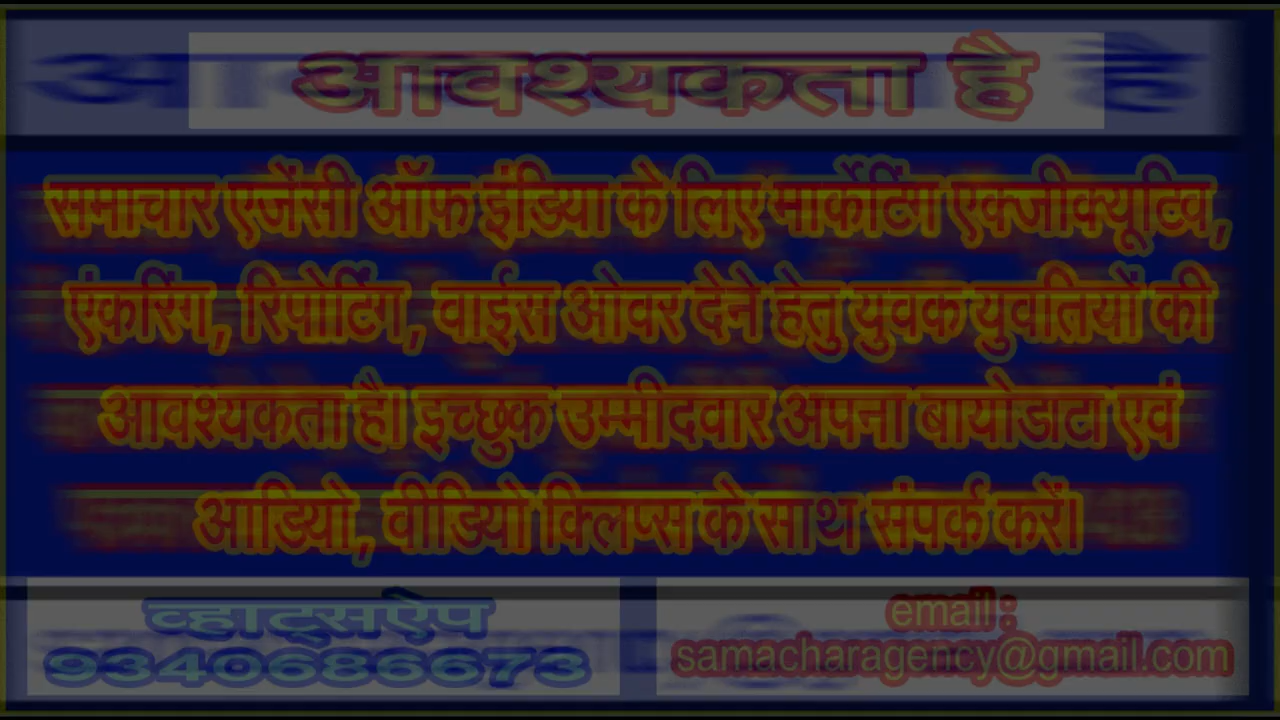 आवश्यकता है
समाचार एजेंसी ऑफ इंडिया के लिए मार्केटिंग एक्जीक्यूटिव,
एंकरिंग, रिपोर्टिंग, वाईस ओवर देने हेतु युवक युवतियों की
आवश्यकता है। इच्छुक उम्मीदवार अपना बायोडाटा एवं
आडियो, वीडियो क्लिप्स के साथ संपर्क करें।
व्हाट्सऐप
9340686673
email :
samacharagency@gmail.com